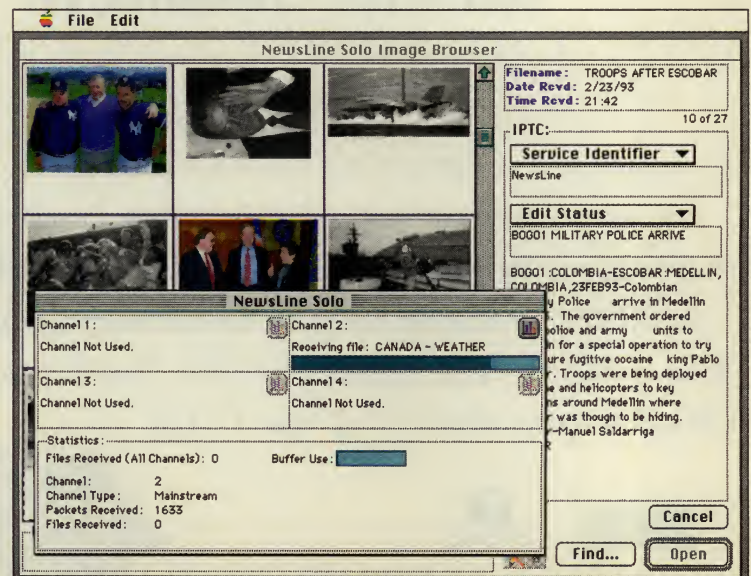 File Edit
NewsLine Solo Image Browser
Filename: TROOPS AFTER ESCOBAR
Date Rcvd: 2/23/93
Time Rcvd: 21:42
10 of 27
IPTC:
Service Identifier
NewsLine
Edit Status
BOGO1 MILITARY POLICE ARRIVE
BOGO1:COLOMBIA-ESCOBAR:MEDELLIN,
COLOMBIA,23FEB93-Colombian
y Police arrive in Medellin
. The government ordered
police and army units to
in for a special operation to try
ure fugitive oocaine king Pablo
r. Troops were being deployed
e and helicopters to key
ns around Medellin where
r was though to be hiding.
r-Manuel Saldarriga
R
NewsLine Solo
Channel 1:
Channel Not Used.
Channel 2:
Receiving file: CANADA - WEATHER
Channel 3:
Channel Not Used.
Channel 4:
Channel Not Used.
Statistics:
Files Received (All Channels): 0
Buffer Use:
Channel: 2
Channel Type: Mainstream
Packets Received: 1633
Files Received: 0
Cancel
Find...
Open